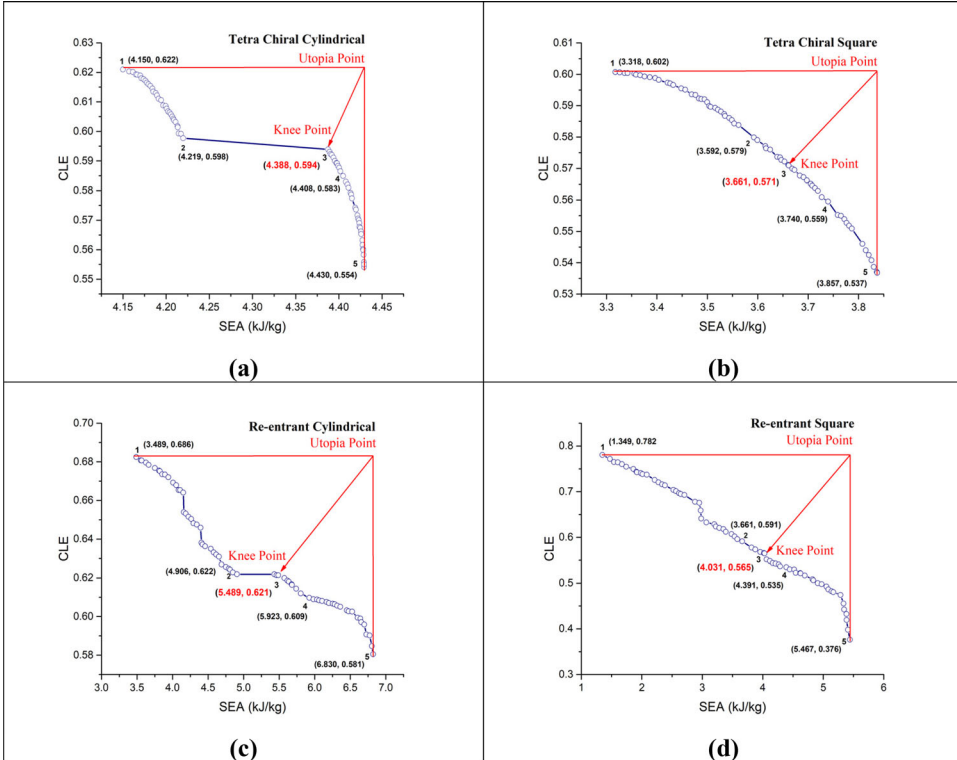 Tetra Chiral Cylindrical
Utopia Point
1 (4.150, 0.622)
Knee Point
2
(4.219, 0.598)
3
(4.388, 0.594)
4
(4.408, 0.583)
5
(4.430, 0.554)
CLE
0.63
0.62
0.61
0.60
0.59
0.58
0.57
0.56
0.55
4.15 4.20 4.25 4.30 4.35 4.40 4.45
SEA (kJ/kg)
(a)
Tetra Chiral Square
Utopia Point
1 (3.318, 0.602)
2
(3.592, 0.579)
Knee Point
3
(3.661, 0.571)
4
(3.740, 0.559)
5
(3.857, 0.537)
CLE
0.61
0.60
0.59
0.58
0.57
0.56
0.55
0.54
0.53
3.3 3.4 3.5 3.6 3.7 3.8
SEA (kJ/kg)
(b)
Re-entrant Cylindrical
Utopia Point
1 (3.489, 0.686)
Knee Point
(4.906, 0.622) 2
3
(5.489, 0.621)
4
(5.923, 0.609)
5
(6.830, 0.581)
CLE
0.70
0.68
0.66
0.64
0.62
0.60
0.58
3.0 3.5 4.0 4.5 5.0 5.5 6.0 6.5 7.0
SEA (kJ/kg)
(c)
Re-entrant Square
Utopia Point
1 (1.349, 0.782
(3.661, 0.591)
2
Knee Point
3
(4.031, 0.565)
4
(4.391, 0.535)
5
(5.467, 0.376)
CLE
0.8
0.7
0.6
0.5
0.4
0.3
1 2 3 4 5 6
SEA (kJ/kg)
(d)